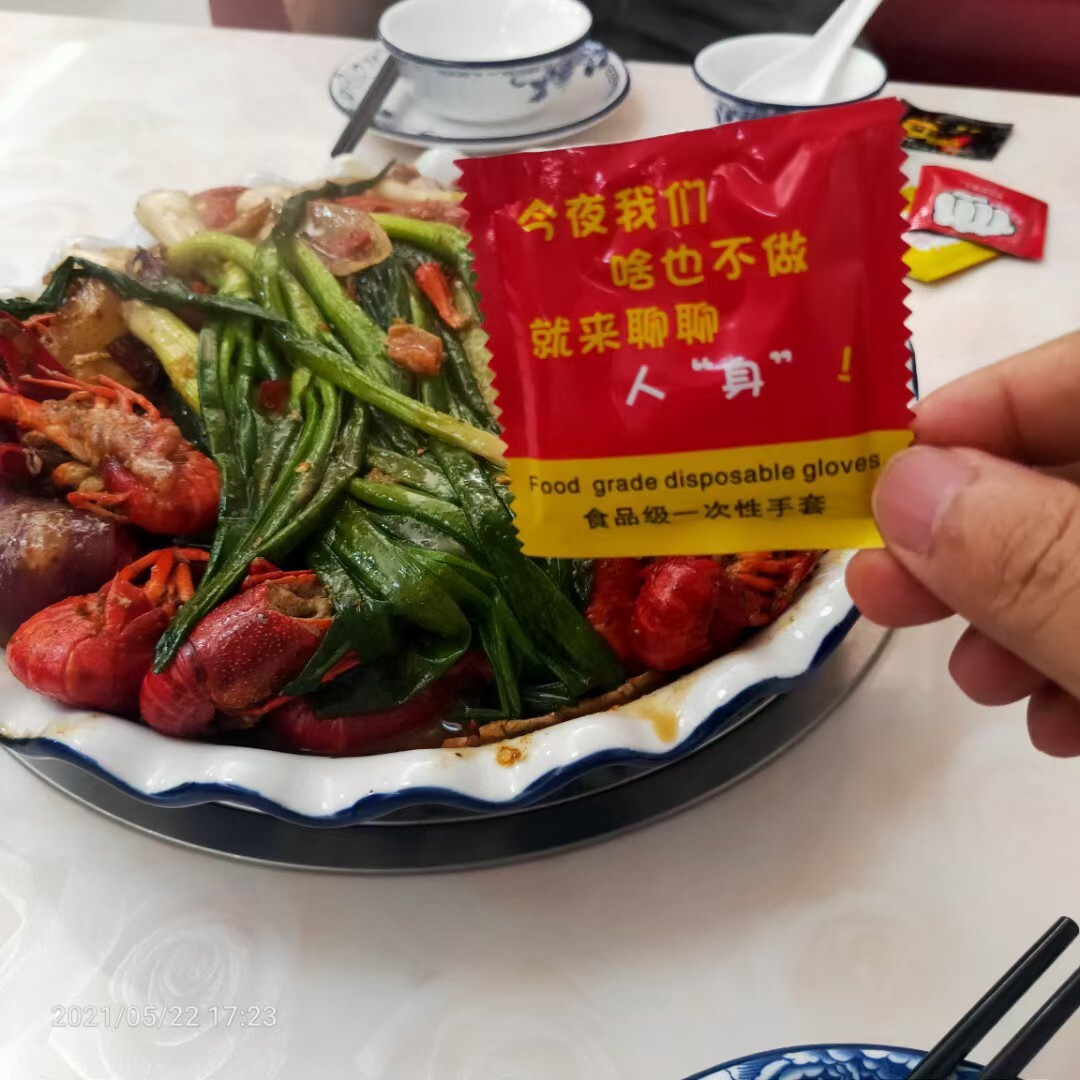 今夜我们
啥也不做
就来聊聊
人“身”！
Food grade disposable gloves
食品级一次性手套
2021/05/22 17:23